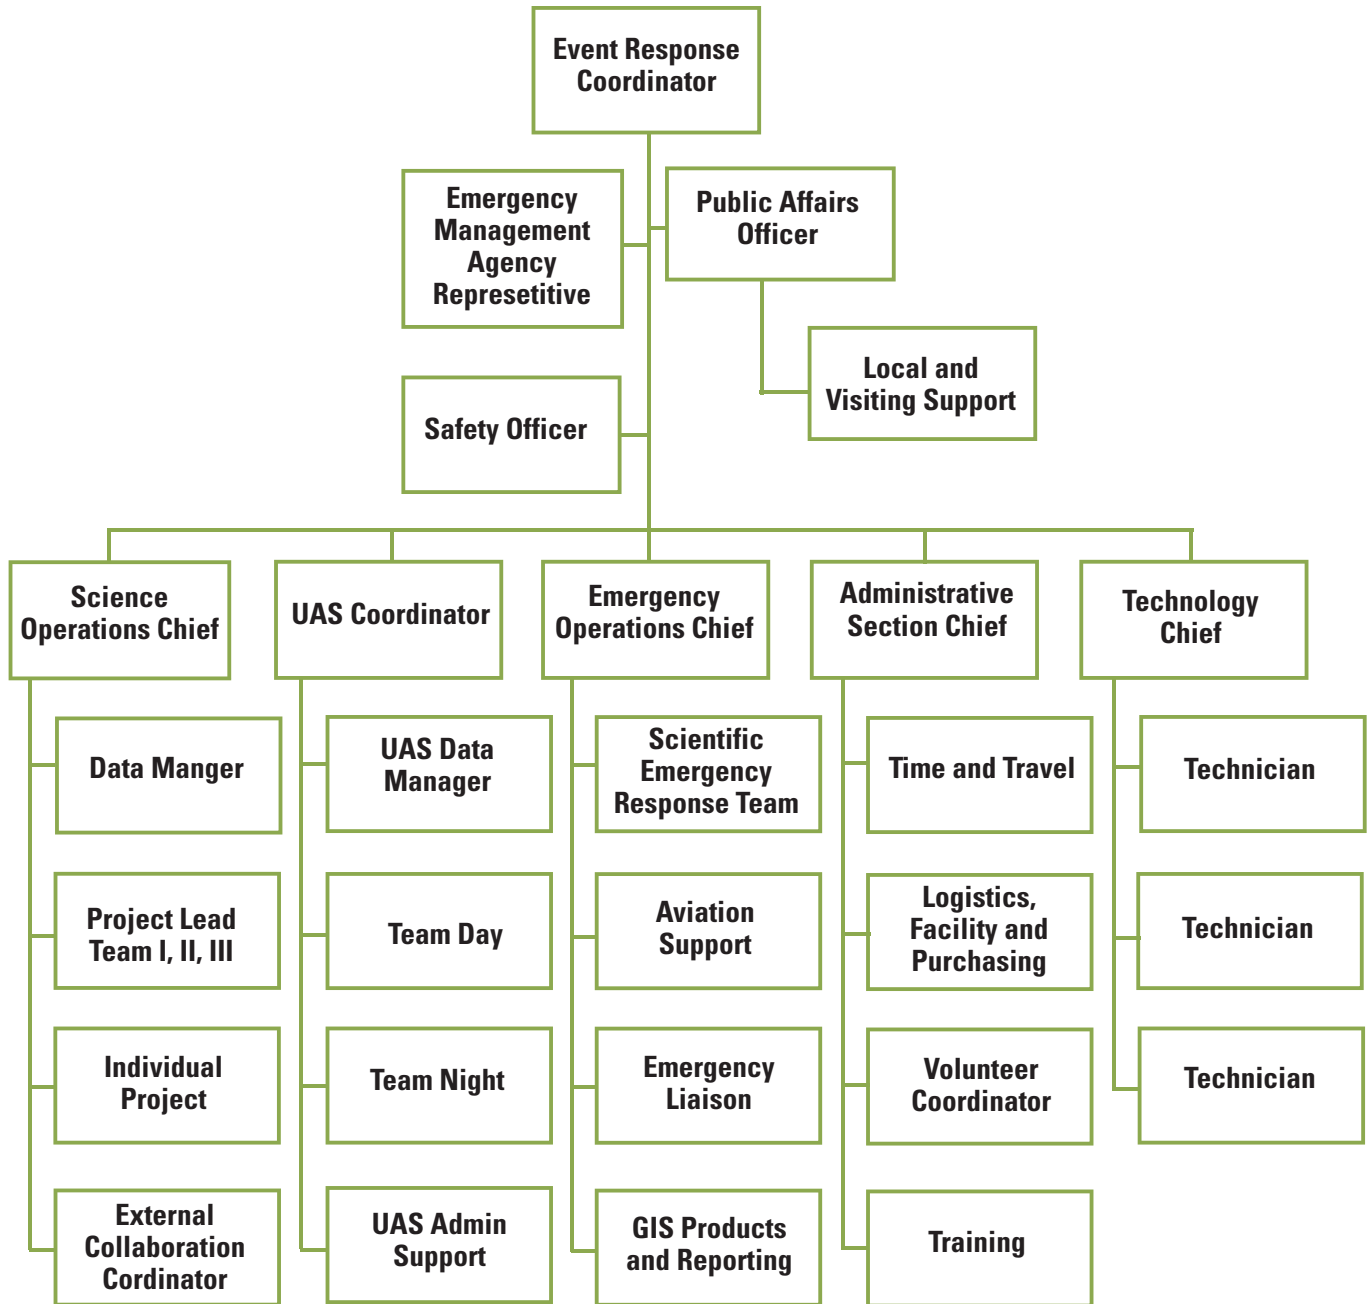 Event Response
Coordinator
Emergency
Management
Agency
Represetitive
Public Affairs
Officer
Local and
Visiting Support
Safety Officer
Science
Operations Chief
UAS Coordinator
Emergency
Operations Chief
Administrative
Section Chief
Technology
Chief
Data Manger
Project Lead
Team I, II, III
Individual
Project
External
Collaboration
Cordinator
UAS Data
Manager
Team Day
Team Night
UAS Admin
Support
Scientific
Emergency
Response Team
Aviation
Support
Emergency
Liaison
GIS Products
and Reporting
Time and Travel
Logistics,
Facility and
Purchasing
Volunteer
Coordinator
Training
Technician
Technician
Technician